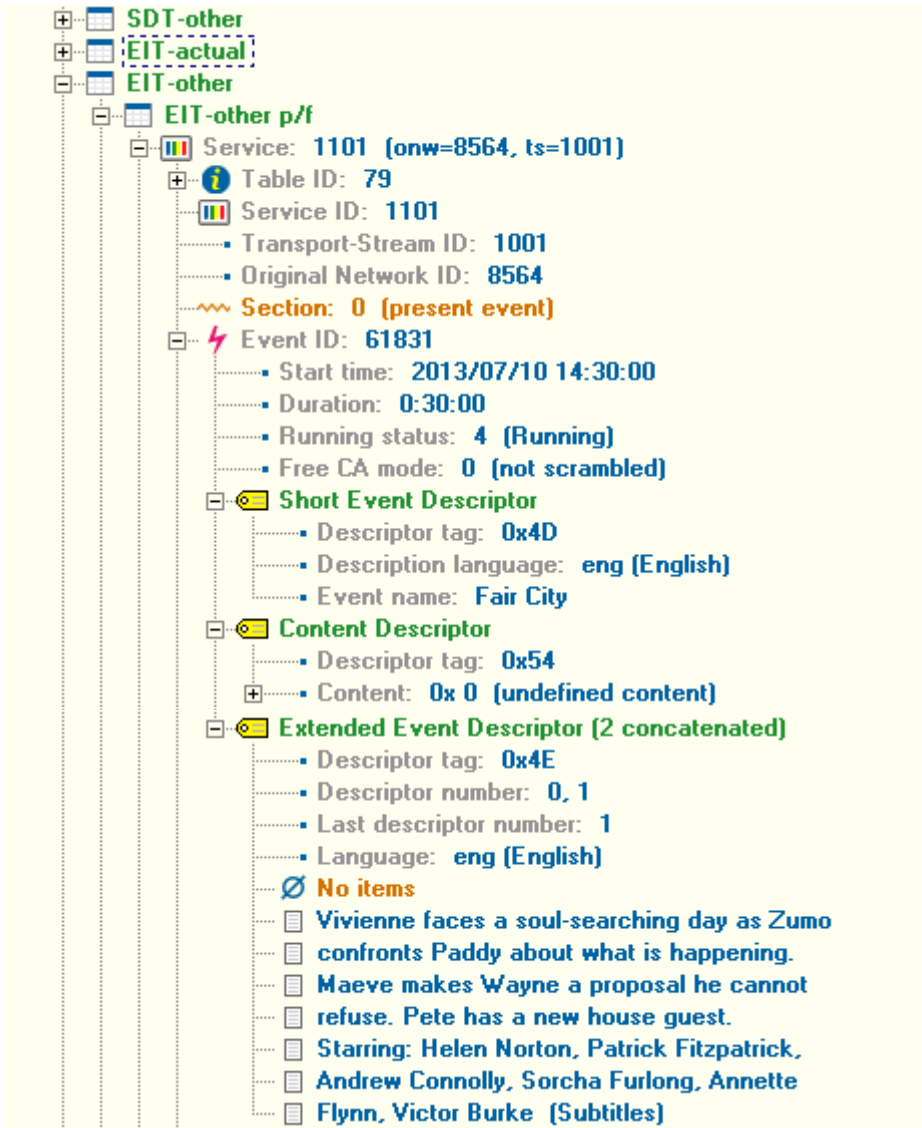 SDT-other
EIT-actual
EIT-other
EIT-other p/f
Service: 1101 (onw=8564, ts=1001)
Table ID: 79
Service ID: 1101
Transport-Stream ID: 1001
Original Network ID: 8564
Section: 0 (present event)
Event ID: 61831
Start time: 2013/07/10 14:30:00
Duration: 0:30:00
Running status: 4 (Running)
Free CA mode: 0 (not scrambled)
Short Event Descriptor
Descriptor tag: 0x4D
Description language: eng (English)
Event name: Fair City
Content Descriptor
Descriptor tag: 0x54
Content: 0x 0 (undefined content)
Extended Event Descriptor (2 concatenated)
Descriptor tag: 0x4E
Descriptor number: 0, 1
Last descriptor number: 1
Language: eng (English)
No items
Vivienne faces a soul-searching day as Zumo
confronts Paddy about what is happening.
Maeve makes Wayne a proposal he cannot
refuse. Pete has a new house guest.
Starring: Helen Norton, Patrick Fitzpatrick,
Andrew Connolly, Sorcha Furlong, Annette
Flynn, Victor Burke (Subtitles)